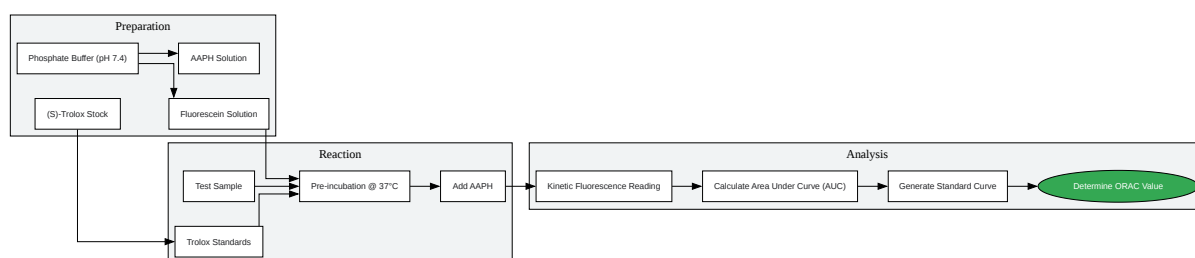 Preparation
Phosphate Buffer (pH 7.4)
AAPH Solution
(S)-Trolox Stock
Fluorescein Solution
Reaction
Test Sample
Pre-incubation @ 37°C
Add AAPH
Trolox Standards
Analysis
Kinetic Fluorescence Reading
Calculate Area Under Curve (AUC)
Generate Standard Curve
Determine ORAC Value